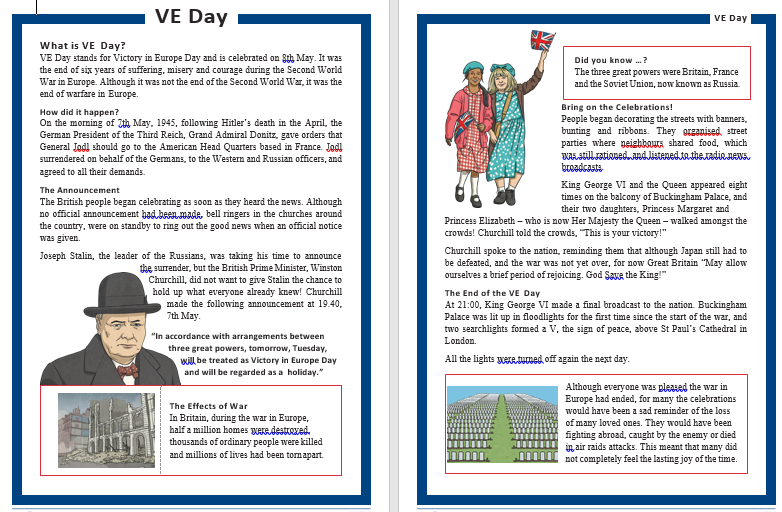 VE Day
What is VE Day?
VE Day stands for Victory in Europe Day and is celebrated on 8th May. It was
the end of six years of suffering, misery and courage during the Second World
War in Europe. Although it was not the end of the Second World War, it was the
end of warfare in Europe.
How did it happen?
On the morning of 7th May, 1945, following Hitler's death in the April, the
German President of the Third Reich, Grand Admiral Donitz, gave orders that
General Jodl should go to the American Head Quarters based in France. Jodl
surrendered on behalf of the Germans, to the Western and Russian officers, and
agreed to all their demands.
The Announcement
The British people began celebrating as soon as they heard the news. Although
no official announcement had been made, bell ringers in the churches around
the country, were on standby to ring out the good news when an official notice
was given.
Joseph Stalin, the leader of the Russians, was taking his time to announce
the surrender, but the British Prime Minister, Winston
Churchill, did not want to give Stalin the chance to
hold up what everyone already knew! Churchill
made the following announcement at 19.40,
7th May.
"In accordance with arrangements between
three great powers, tomorrow, Tuesday,
will be treated as Victory in Europe Day
and will be regarded as a holiday."
The Effects of War
In Britain, during the war in Europe,
half a million homes were destroyed,
thousands of ordinary people were killed
and millions of lives had been torn apart.
VE Day
Did you know …?
The three great powers were Britain, France
and the Soviet Union, now known as Russia.
Bring on the Celebrations!
People began decorating the streets with banners,
bunting and ribbons. They organised street
parties where neighbours shared food, which
was still rationed, and listened to the radio news
broadcasts.
King George VI and the Queen appeared eight
times on the balcony of Buckingham Palace, and
their two daughters, Princess Margaret and
Princess Elizabeth – who is now Her Majesty the Queen – walked amongst the
crowds! Churchill told the crowds, "This is your victory!"
Churchill spoke to the nation, reminding them that although Japan still had to
be defeated, and the war was not yet over, for now Great Britain "May allow
ourselves a brief period of rejoicing. God Save the King!"
The End of the VE Day
At 21:00, King George VI made a final broadcast to the nation. Buckingham
Palace was lit up in floodlights for the first time since the start of the war, and
two searchlights formed a V, the sign of peace, above St Paul's Cathedral in
London.
All the lights were turned off again the next day.
Although everyone was pleased the war in
Europe had ended, for many the celebrations
would have been a sad reminder of the loss
of many loved ones. They would have been
fighting abroad, caught by the enemy or died
in air raids attacks. This meant that many did
not completely feel the lasting joy of the time.